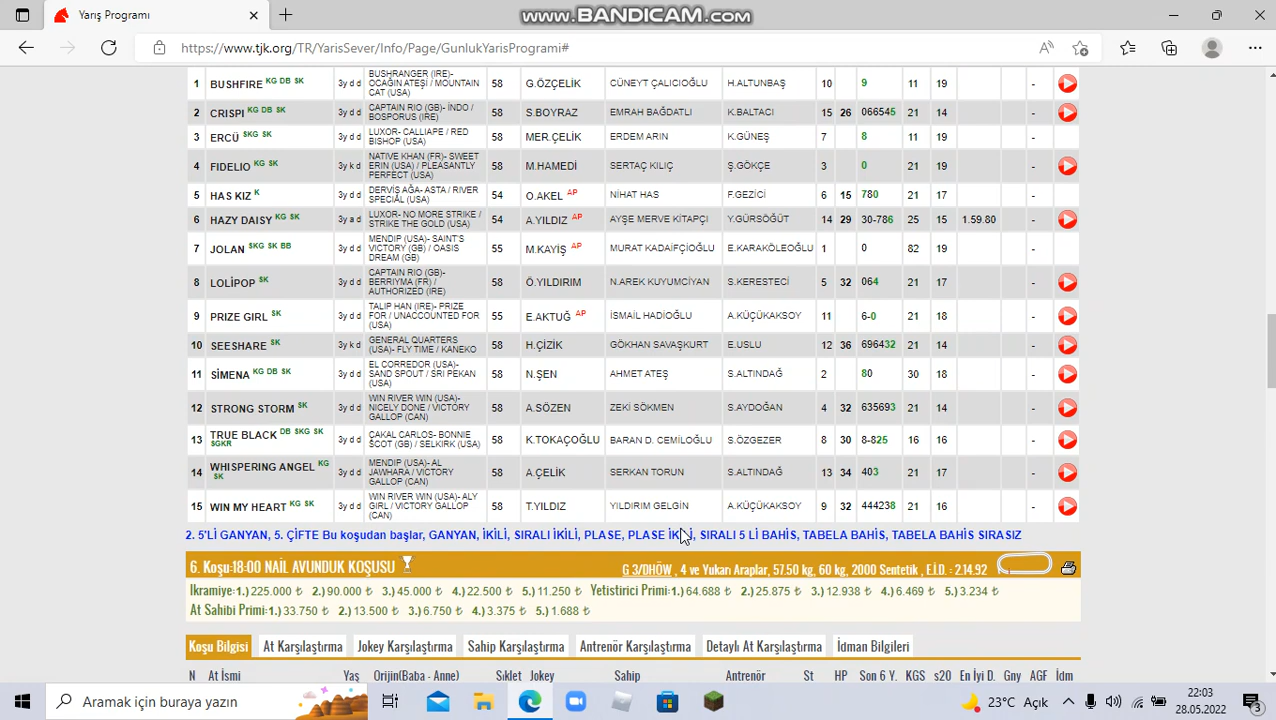 Yarış Programı
www.BANDICAM.com
https://www.tjk.org/TR/YarisSever/Info/Page/GunlukYarisProgrami#
1 BUSHFIRE KG DB SK 3y d d BUSHRANGER (IRE)- OCAĞIN ATEŞİ / MOUNTAIN CAT (USA) 58 G.ÖZÇELİK CÜNEYT ÇALICIOĞLU H.ALTUNBAŞ 10 9 11 19 -
2 CRISPI KG DB SK 3y d d CAPTAIN RIO (GB)- İNDO / BOSPORUS (IRE) 58 S.BOYRAZ EMRAH BAĞDATLI K.BALTACI 15 26 066545 21 14 -
3 ERCÜ SKG SK 3y d d LUXOR- CALLIAPE / RED BISHOP (USA) 58 MER.ÇELİK ERDEM ARIN K.GÜNEŞ 7 8 11 19 -
4 FIDELIO KG SK 3y k d NATIVE KHAN (FR)- SWEET ERIN (USA) / PLEASANTLY PERFECT (USA) 58 M.HAMEDİ SERTAÇ KILIÇ Ş.GÖKÇE 3 0 21 19 -
5 HAS KIZ K 3y d d DERVİŞ AĞA- ASTA / RIVER SPECIAL (USA) 54 O.AKEL AP NİHAT HAS F.GEZİCİ 6 15 780 21 17 -
6 HAZY DAISY KG SK 3y a d LUXOR- NO MORE STRIKE / STRIKE THE GOLD (USA) 54 A.YILDIZ AP AYŞE MERVE KİTAPÇI Y.GÜRSÖĞÜT 14 29 30-786 25 15 1.59.80 -
7 JOLAN SKG SK BB 3y d d MENDIP (USA)- SAINT'S VICTORY (GB) / OASIS DREAM (GB) 55 M.KAYİŞ AP MURAT KADAİFÇİOĞLU E.KARAKÖLEOĞLU 1 0 82 19 -
8 LOLİPOP SK 3y d d CAPTAIN RIO (GB)- BERRIYMA (FR) / AUTHORIZED (IRE) 58 Ö.YILDIRIM N.AREK KUYUMCİYAN S.KERESTECİ 5 32 064 21 17 -
9 PRIZE GIRL SK 3y d d TALIP HAN (IRE)- PRIZE FOR / UNACCOUNTED FOR (USA) 55 E.AKTUĞ AP İSMAİL HADİOĞLU A.KÜÇÜKAKSOY 11 6-0 21 18 -
10 SEESHARE SK 3y d d GENERAL QUARTERS (USA)- FLY TIME / KANEKO 58 H.ÇİZİK GÖKHAN SAVAŞKURT E.USLU 12 36 696432 21 14 -
11 SİMENA KG DB SK 3y d d EL CORREDOR (USA)- SAND SPOUT / SRI PEKAN (USA) 58 N.ŞEN AHMET ATEŞ S.ALTINDAĞ 2 80 30 18 -
12 STRONG STORM SK 3y d d WIN RIVER WIN (USA)- NICELY DONE / VICTORY GALLOP (CAN) 58 A.SÖZEN ZEKİ SÖKMEN S.AYDOĞAN 4 32 635693 21 14 -
13 TRUE BLACK DB SKG SK SGKR 3y d d ÇAKAL CARLOS- BONNIE SCOT (GB) / SELKIRK (USA) 58 K.TOKAÇOĞLU BARAN D. CEMİLOĞLU S.ÖZGEZER 8 30 8-825 16 16 -
14 WHISPERING ANGEL KG SK 3y d d MENDIP (USA)- AL JAWHARA / VICTORY GALLOP (CAN) 58 A.ÇELİK SERKAN TORUN S.ALTINDAĞ 13 34 403 21 17 -
15 WIN MY HEART KG SK 3y d d WIN RIVER WIN (USA)- ALY GIRL / VICTORY GALLOP (CAN) 58 T.YILDIZ YILDIRIM GELGİN A.KÜÇÜKAKSOY 9 32 444238 21 16 -
2. 5'Lİ GANYAN, 5. ÇİFTE Bu koşudan başlar, GANYAN, İKİLİ, SIRALI İKİLİ, PLASE, PLASE İKİLİ, SIRALI 5 Lİ BAHİS, TABELA BAHİS, TABELA BAHİS SIRASIZ
6. Koşu:18:00 NAİL AVUNDUK KOŞUSU G 3/DHÖW , 4 ve Yukarı Araplar, 57.50 kg, 60 kg, 2000 Sentetik , E.İ.D. : 2.14.92
İkramiye:1.) 225.000 ₺ 2.) 90.000 ₺ 3.) 45.000 ₺ 4.) 22.500 ₺ 5.) 11.250 ₺ Yetistirici Primi:1.) 64.688 ₺ 2.) 25.875 ₺ 3.) 12.938 ₺ 4.) 6.469 ₺ 5.) 3.234 ₺
At Sahibi Primi:1.) 33.750 ₺ 2.) 13.500 ₺ 3.) 6.750 ₺ 4.) 3.375 ₺ 5.) 1.688 ₺
Koşu Bilgisi At Karşılaştırma Jokey Karşılaştırma Sahip Karşılaştırma Antrenör Karşılaştırma Detaylı At Karşılaştırma İdman Bilgileri
N At İsmi Yaş Orijin(Baba - Anne) Sıklet Jokey Sahip Antrenör St HP Son 6 Y. KGS s20 En İyi D. Gny AGF İdm
Aramak için buraya yazın 23°C Açık 22:03
28.05.2022 3